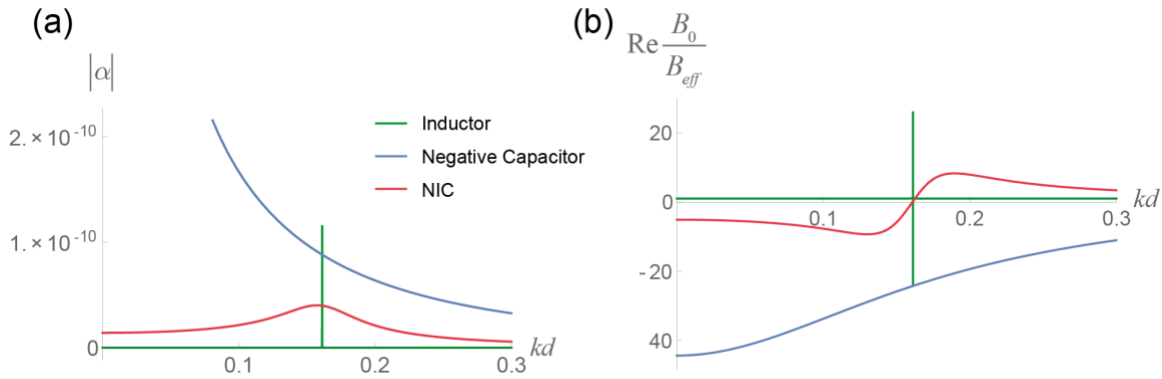 (a)
|α|
2. × 10⁻¹⁰
1. × 10⁻¹⁰
0
0.1
0.2
0.3
kd
Inductor
Negative Capacitor
NIC
(b)
Re B₀
B_eff
20
0
-20
40
0.1
0.2
0.3
kd